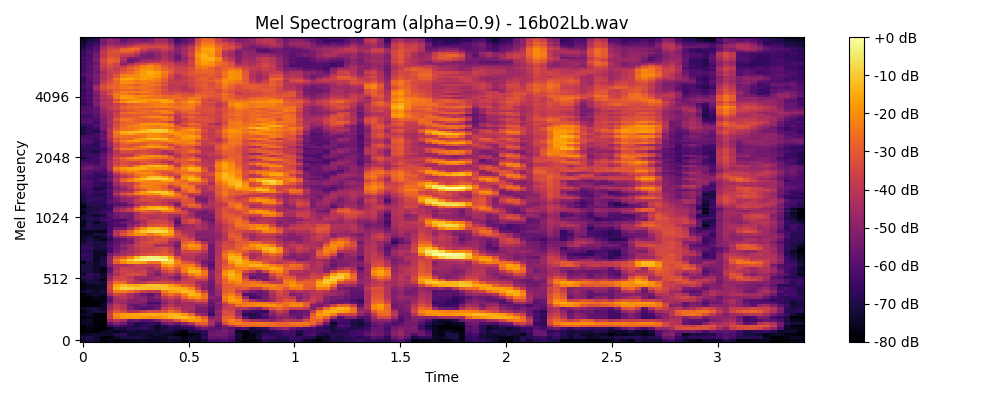 Mel Spectrogram (alpha=0.9) - 16b02Lb.wav
+0 dB
-10 dB
-20 dB
-30 dB
-40 dB
-50 dB
-60 dB
-70 dB
-80 dB
Mel Frequency
4096
2048
1024
512
0
0
0.5
1
1.5
2
2.5
3
Time